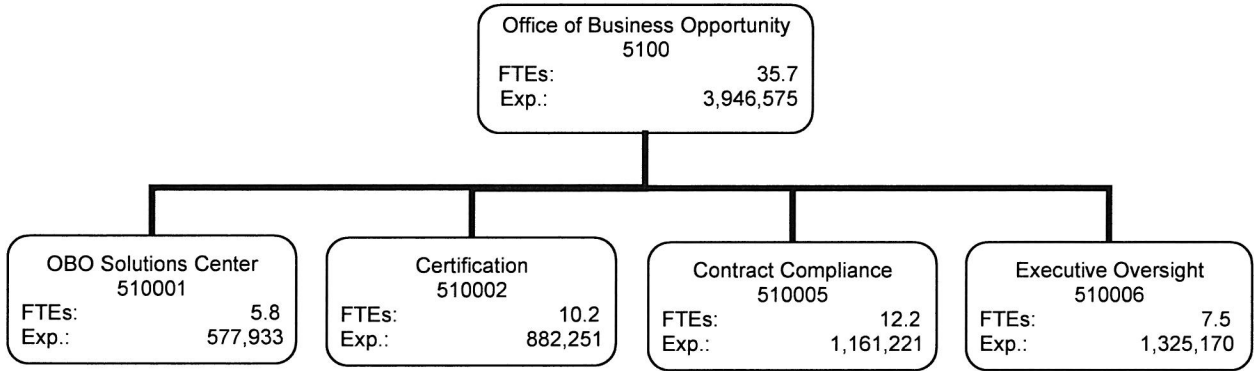 Office of Business Opportunity
5100
FTEs: 35.7
Exp.: 3,946,575
OBO Solutions Center
510001
FTEs: 5.8
Exp.: 577,933
Certification
510002
FTEs: 10.2
Exp.: 882,251
Contract Compliance
510005
FTEs: 12.2
Exp.: 1,161,221
Executive Oversight
510006
FTEs: 7.5
Exp.: 1,325,170